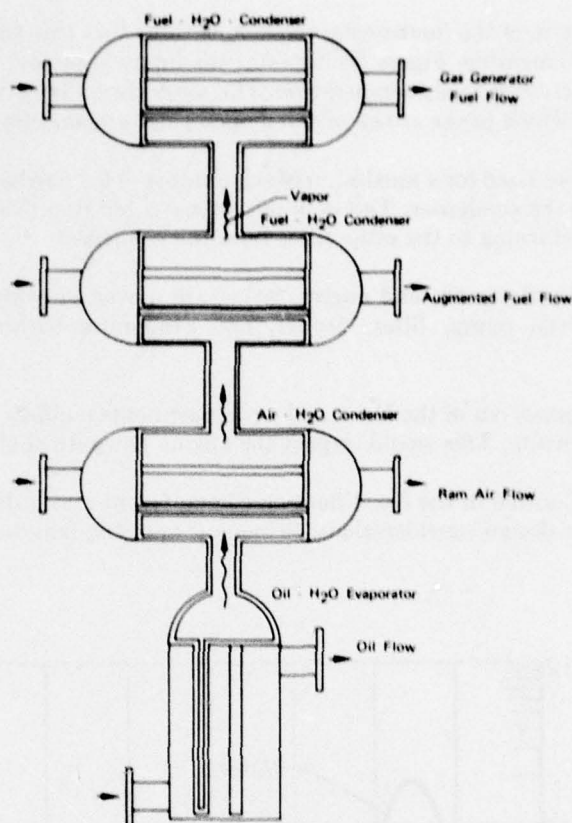 Fuel - H₂O - Condenser
Gas Generator
Fuel Flow
Vapor
Fuel - H₂O Condenser
Augmented Fuel Flow
Air - H₂O Condenser
Ram Air Flow
Oil - H₂O Evaporator
Oil Flow